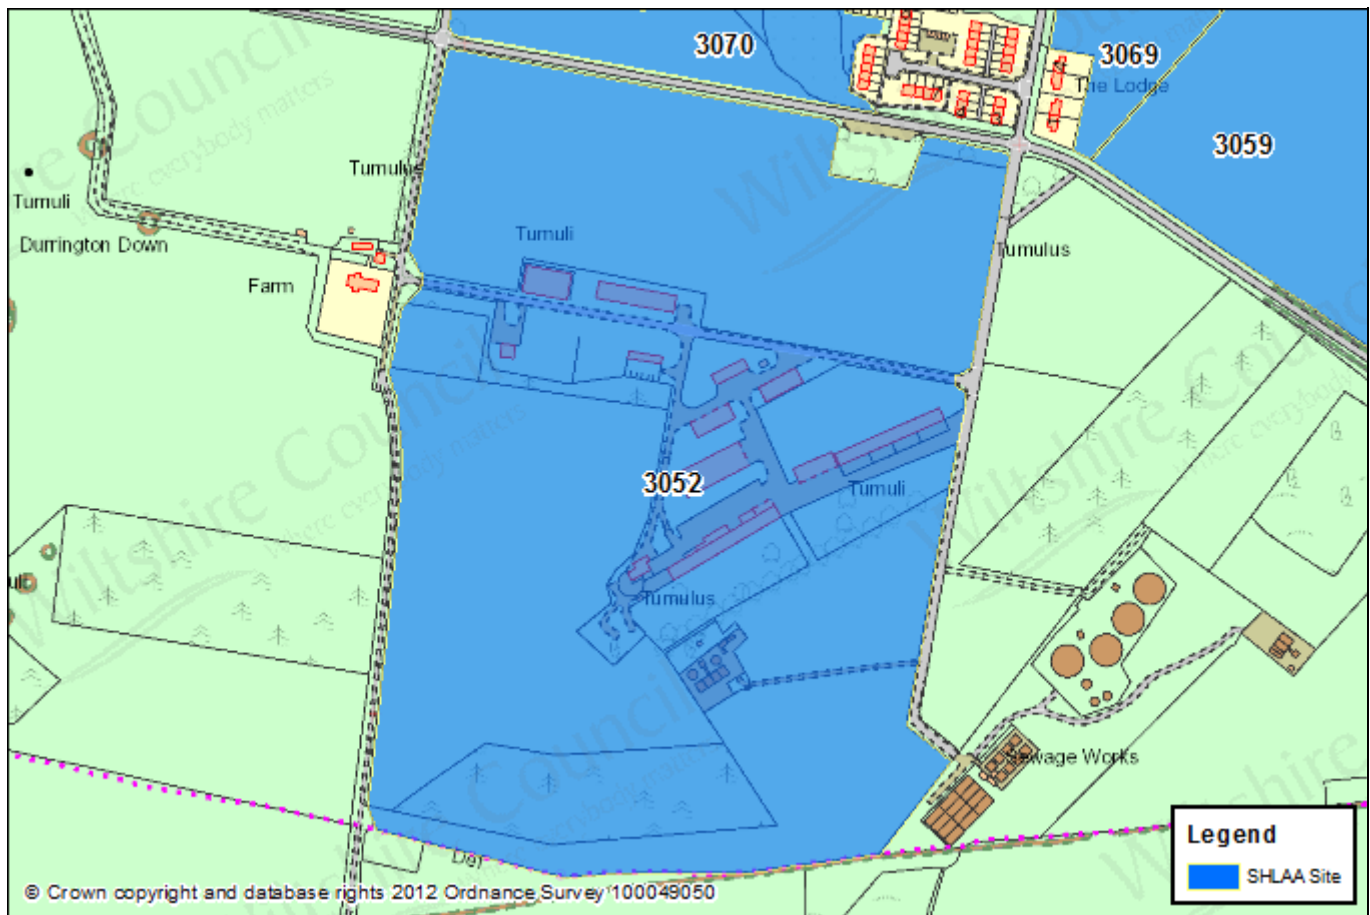 3070
3069
The Lodge
3059
Tumulus
Tumuli
Durrington Down
Tumuli
Tumulus
Farm
3052
Tumuli
Tumulus
Sewage Works
Legend
SHLAA Site
© Crown copyright and database rights 2012 Ordnance Survey 100049050
Wiltshire Council
Where everybody matters